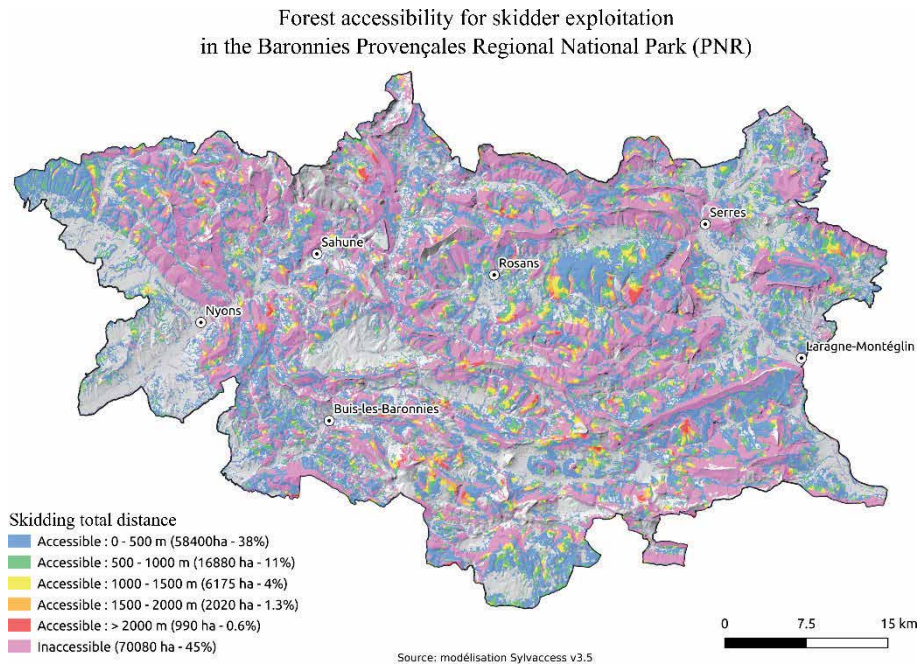 Forest accessibility for skidder exploitation
in the Baronnies Provençales Regional National Park (PNR)
Serres
Sahune
Rosans
Nyons
Laragne-Montéglin
Buis-les-Baronnies
Skidding total distance
Accessible : 0 - 500 m (58400ha - 38%)
Accessible : 500 - 1000 m (16880 ha - 11%)
Accessible : 1000 - 1500 m (6175 ha - 4%)
Accessible : 1500 - 2000 m (2020 ha - 1.3%)
Accessible : > 2000 m (990 ha - 0.6%)
Inaccessible (70080 ha - 45%)
0 7.5 15 km
Source: modélisation Sylvaccess v3.5